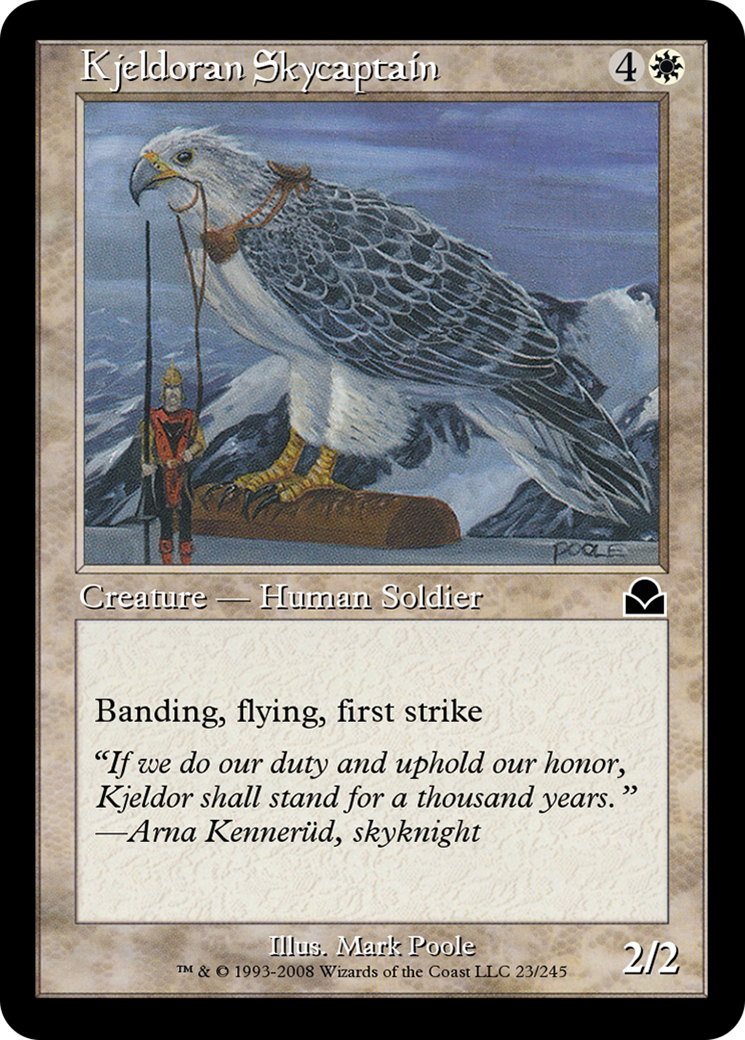 Kjeldoran Skycaptain 4
POOLE
Creature — Human Soldier
Banding, flying, first strike
“If we do our duty and uphold our honor,
Kjeldor shall stand for a thousand years.”
—Arna Kennerüd, skyknight
Illus. Mark Poole
™ & © 1993-2008 Wizards of the Coast LLC 23/245
2/2